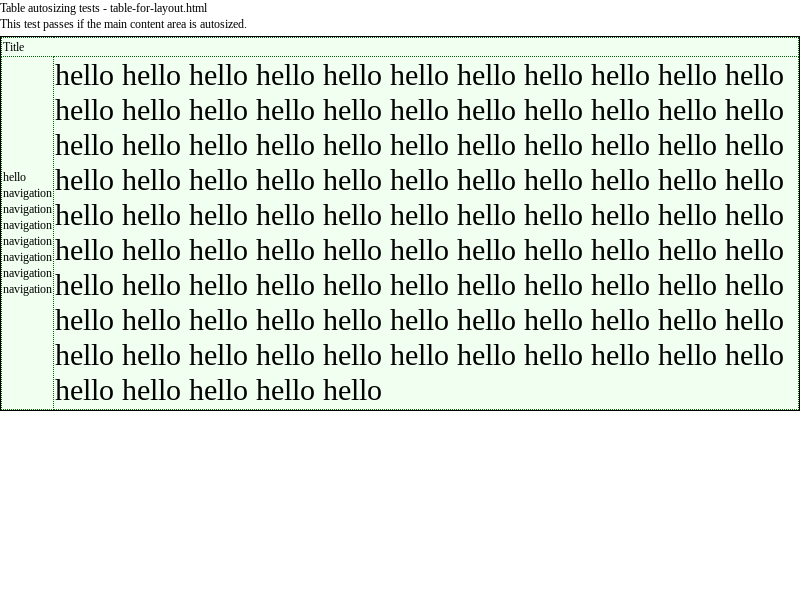 Table autosizing tests - table-for-layout.html
This test passes if the main content area is autosized.
Title
hello
navigation
navigation
navigation
navigation
navigation
navigation
navigation
hello hello hello hello hello hello hello hello hello hello hello
hello hello hello hello hello hello hello hello hello hello hello
hello hello hello hello hello hello hello hello hello hello hello
hello hello hello hello hello hello hello hello hello hello hello
hello hello hello hello hello hello hello hello hello hello hello
hello hello hello hello hello hello hello hello hello hello hello
hello hello hello hello hello hello hello hello hello hello hello
hello hello hello hello hello hello hello hello hello hello hello
hello hello hello hello hello hello hello hello hello hello hello
hello hello hello hello hello